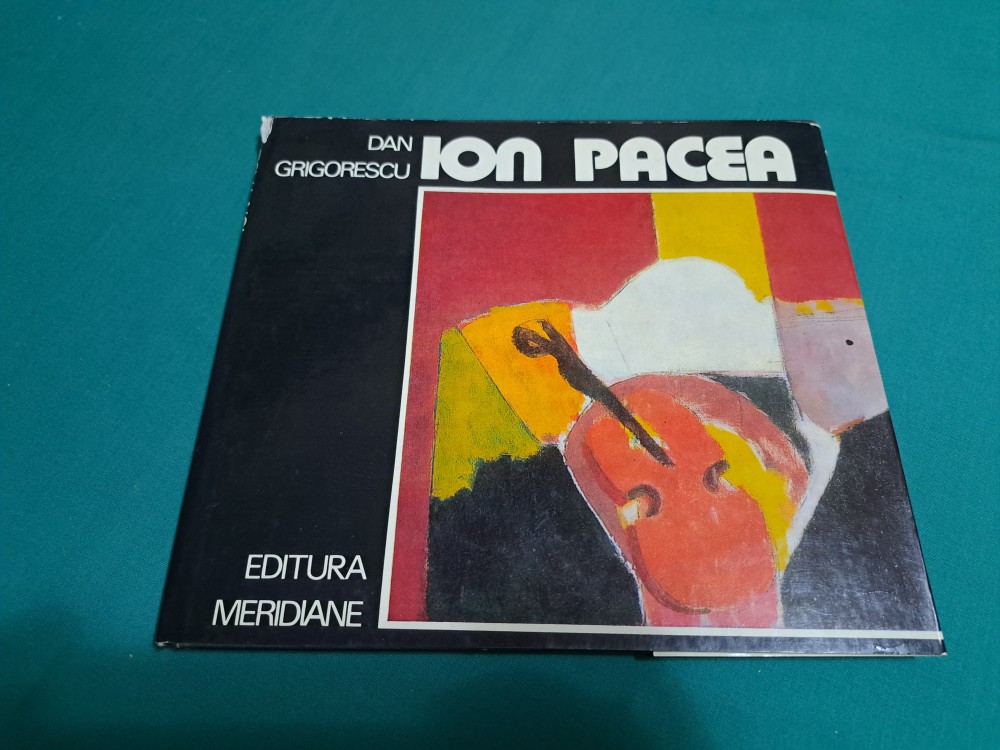 DAN
GRIGORESCU
ION PACEA
EDITURA
MERIDIANE